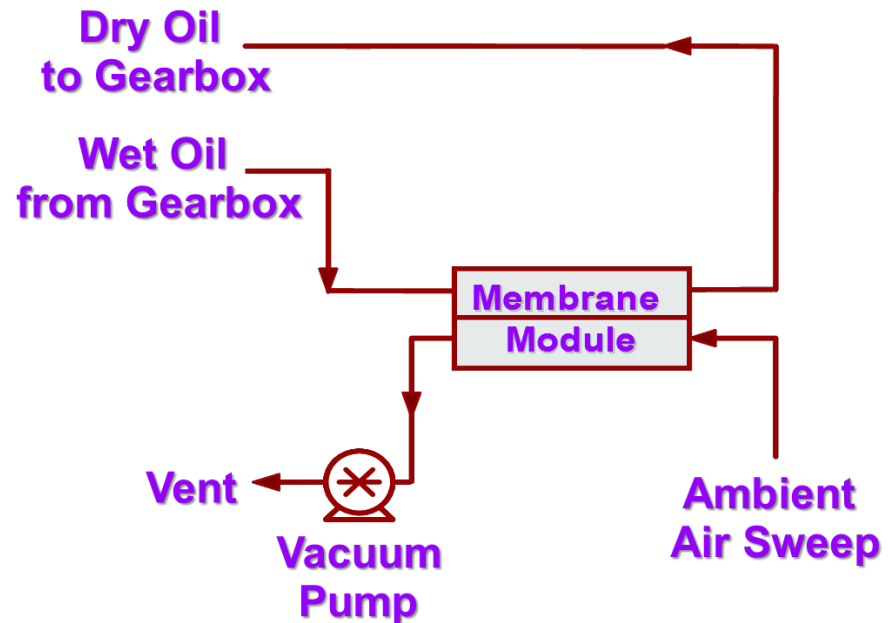 Dry Oil
to Gearbox
Wet Oil
from Gearbox
Membrane
Module
Vent
Vacuum
Pump
Ambient
Air Sweep